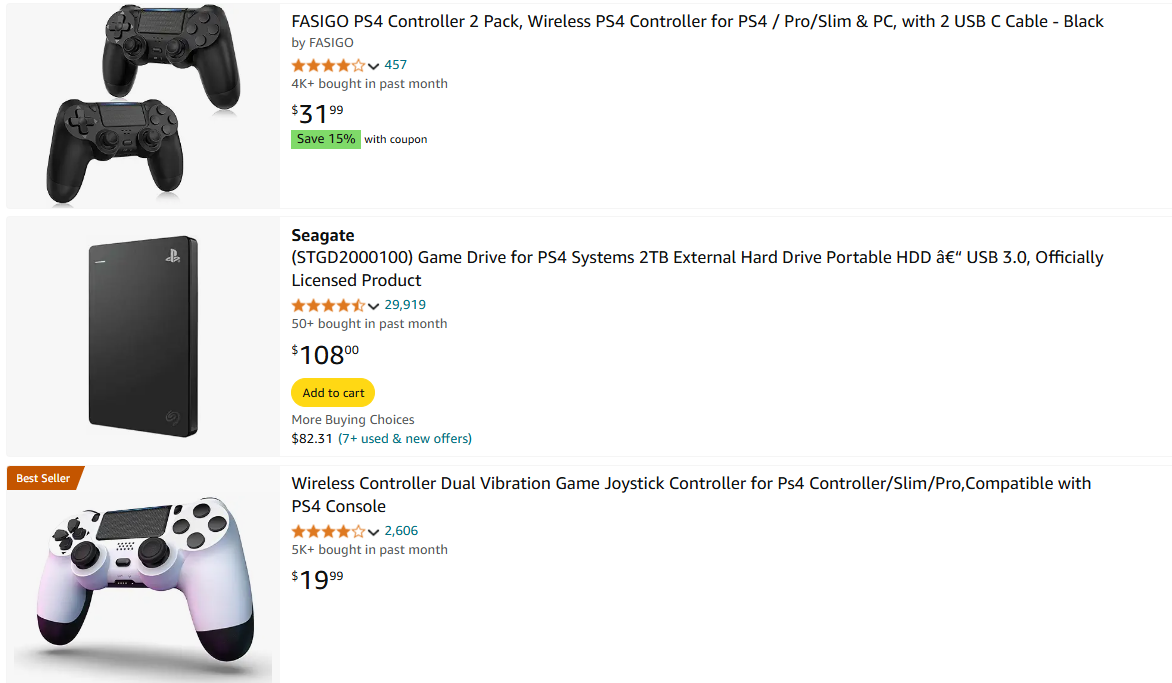 FASIGO PS4 Controller 2 Pack, Wireless PS4 Controller for PS4 / Pro/Slim & PC, with 2 USB C Cable - Black
by FASIGO
457
4K+ bought in past month
$31.99
Save 15% with coupon
Seagate
(STGD2000100) Game Drive for PS4 Systems 2TB External Hard Drive Portable HDD â€“ USB 3.0, Officially
Licensed Product
29,919
50+ bought in past month
$108.00
Add to cart
More Buying Choices
$82.31 (7+ used & new offers)
Best Seller
Wireless Controller Dual Vibration Game Joystick Controller for Ps4 Controller/Slim/Pro,Compatible with
PS4 Console
2,606
5K+ bought in past month
$19.99